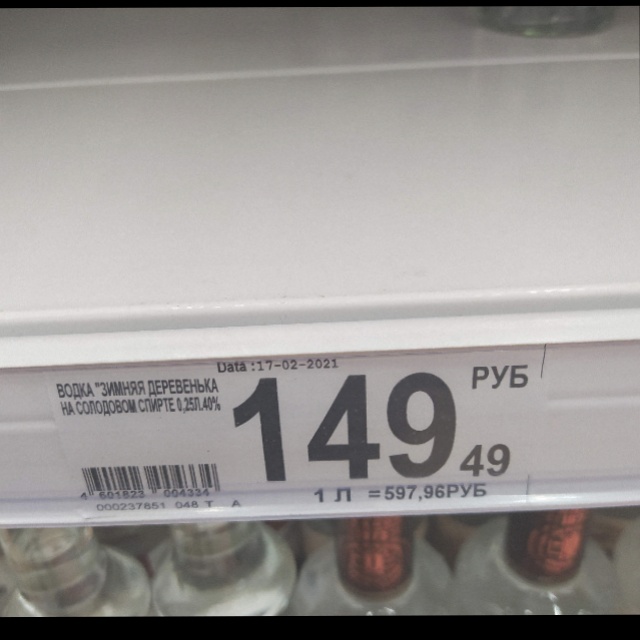 Data :17-02-2021
ВОДКА "ЗИМНЯЯ ДЕРЕВЕНЬКА
НА СОЛОДОВОМ СПИРТЕ 0,25Л.40%
149 49 РУБ
4 601823 004334
1 Л =597,96РУБ
000237851 048 Т А